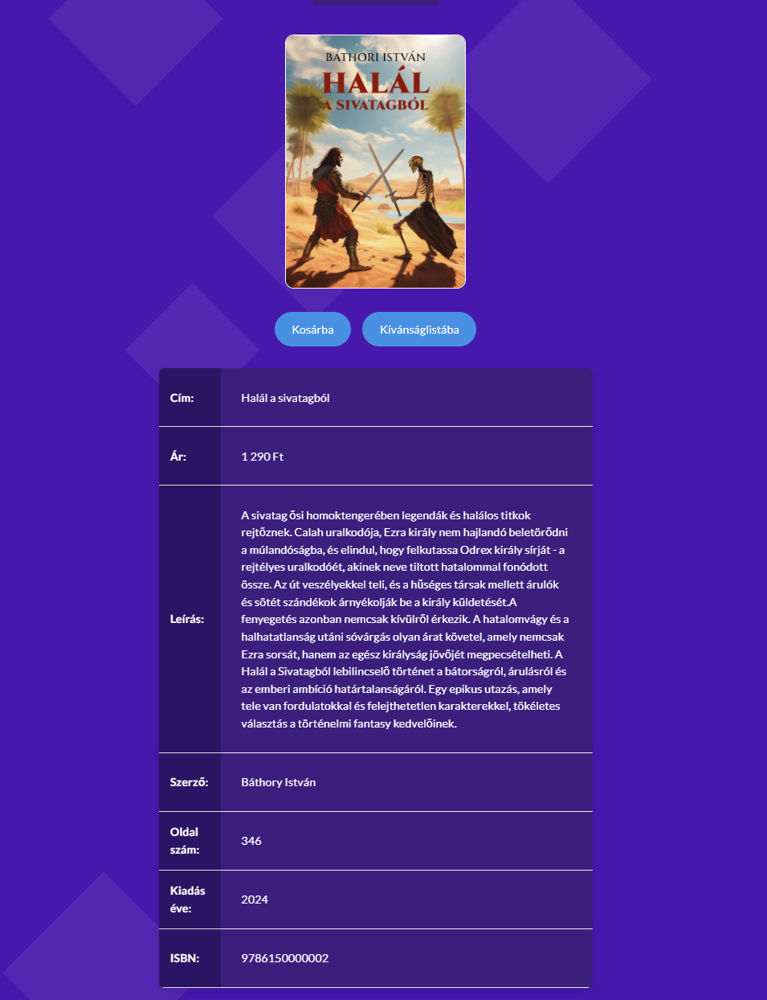 BÁTHORI ISTVÁN
HALÁL
A SIVATAGBÓL
Kosárba
Kívánságlistába
Cím:
Halál a sivatagból
Ár:
1 290 Ft
Leírás:
A sivatag ősi homoktengerében legendák és halálos titkok
rejtőznek. Calah uralkodója, Ezra király nem hajlandó beletörődni
a múlandóságba, és elindul, hogy felkutassa Odrex király sírját - a
rejtélyes uralkodóét, akinek neve tiltott hatalommal fonódott
össze. Az út veszélyekkel teli, és a hűséges társak mellett árulók
és sötét szándékok árnyékolják be a király küldetését.A
fenyegetés azonban nemcsak kívülről érkezik. A hatalomvágy és a
halhatatlanság utáni sóvárgás olyan árat követel, amely nemcsak
Ezra sorsát, hanem az egész királyság jövőjét megpecsételheti. A
Halál a Sivatagból lebilincselő történet a bátorságról, árulásról és
az emberi ambíció határtalanságáról. Egy epikus utazás, amely
tele van fordulatokkal és felejthetetlen karakterekkel, tökéletes
választás a történelmi fantasy kedvelőinek.
Szerző:
Báthory István
Oldal
szám:
346
Kiadás
éve:
2024
ISBN:
9786150000002